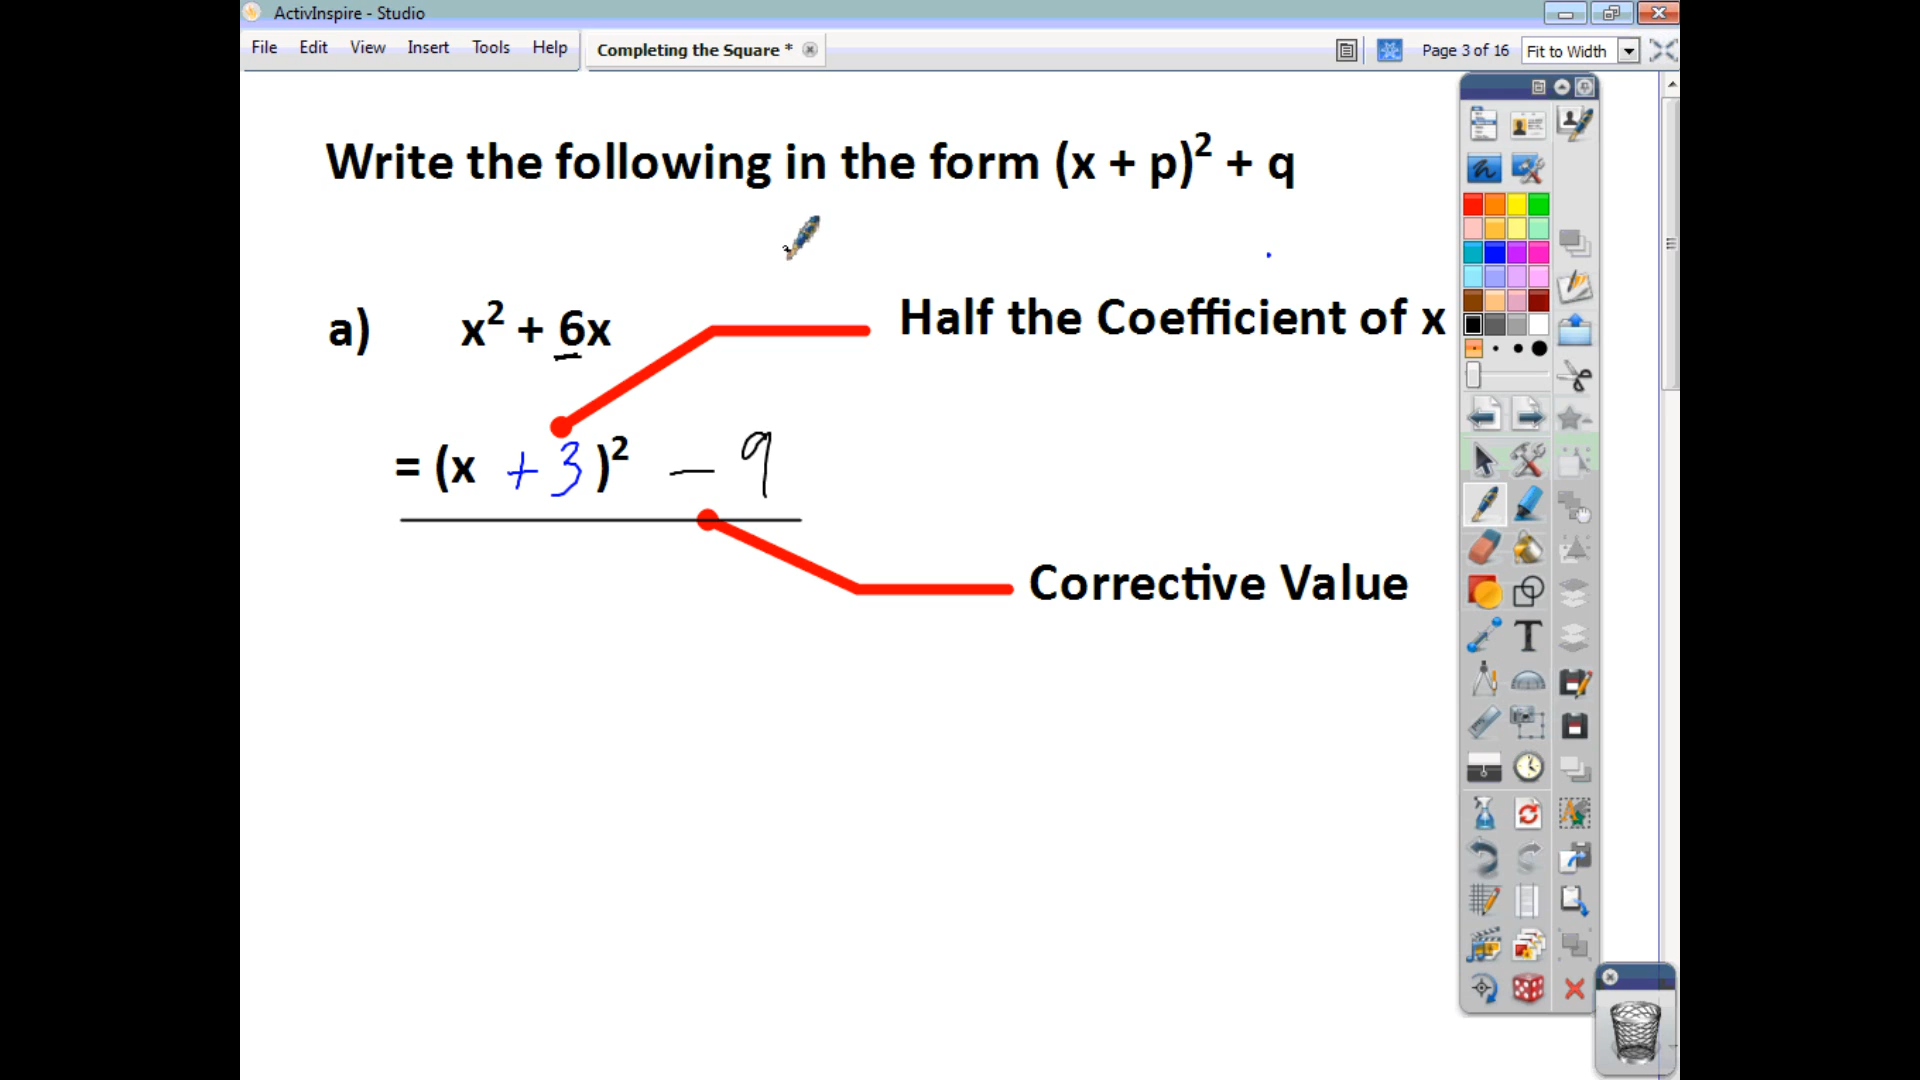 ActivInspire - Studio
File Edit View Insert Tools Help
Completing the Square *
Page 3 of 16
Fit to Width
Write the following in the form (x + p)² + q
a) x² + 6x
Half the Coefficient of x
= (x + 3 )² – 9
Corrective Value